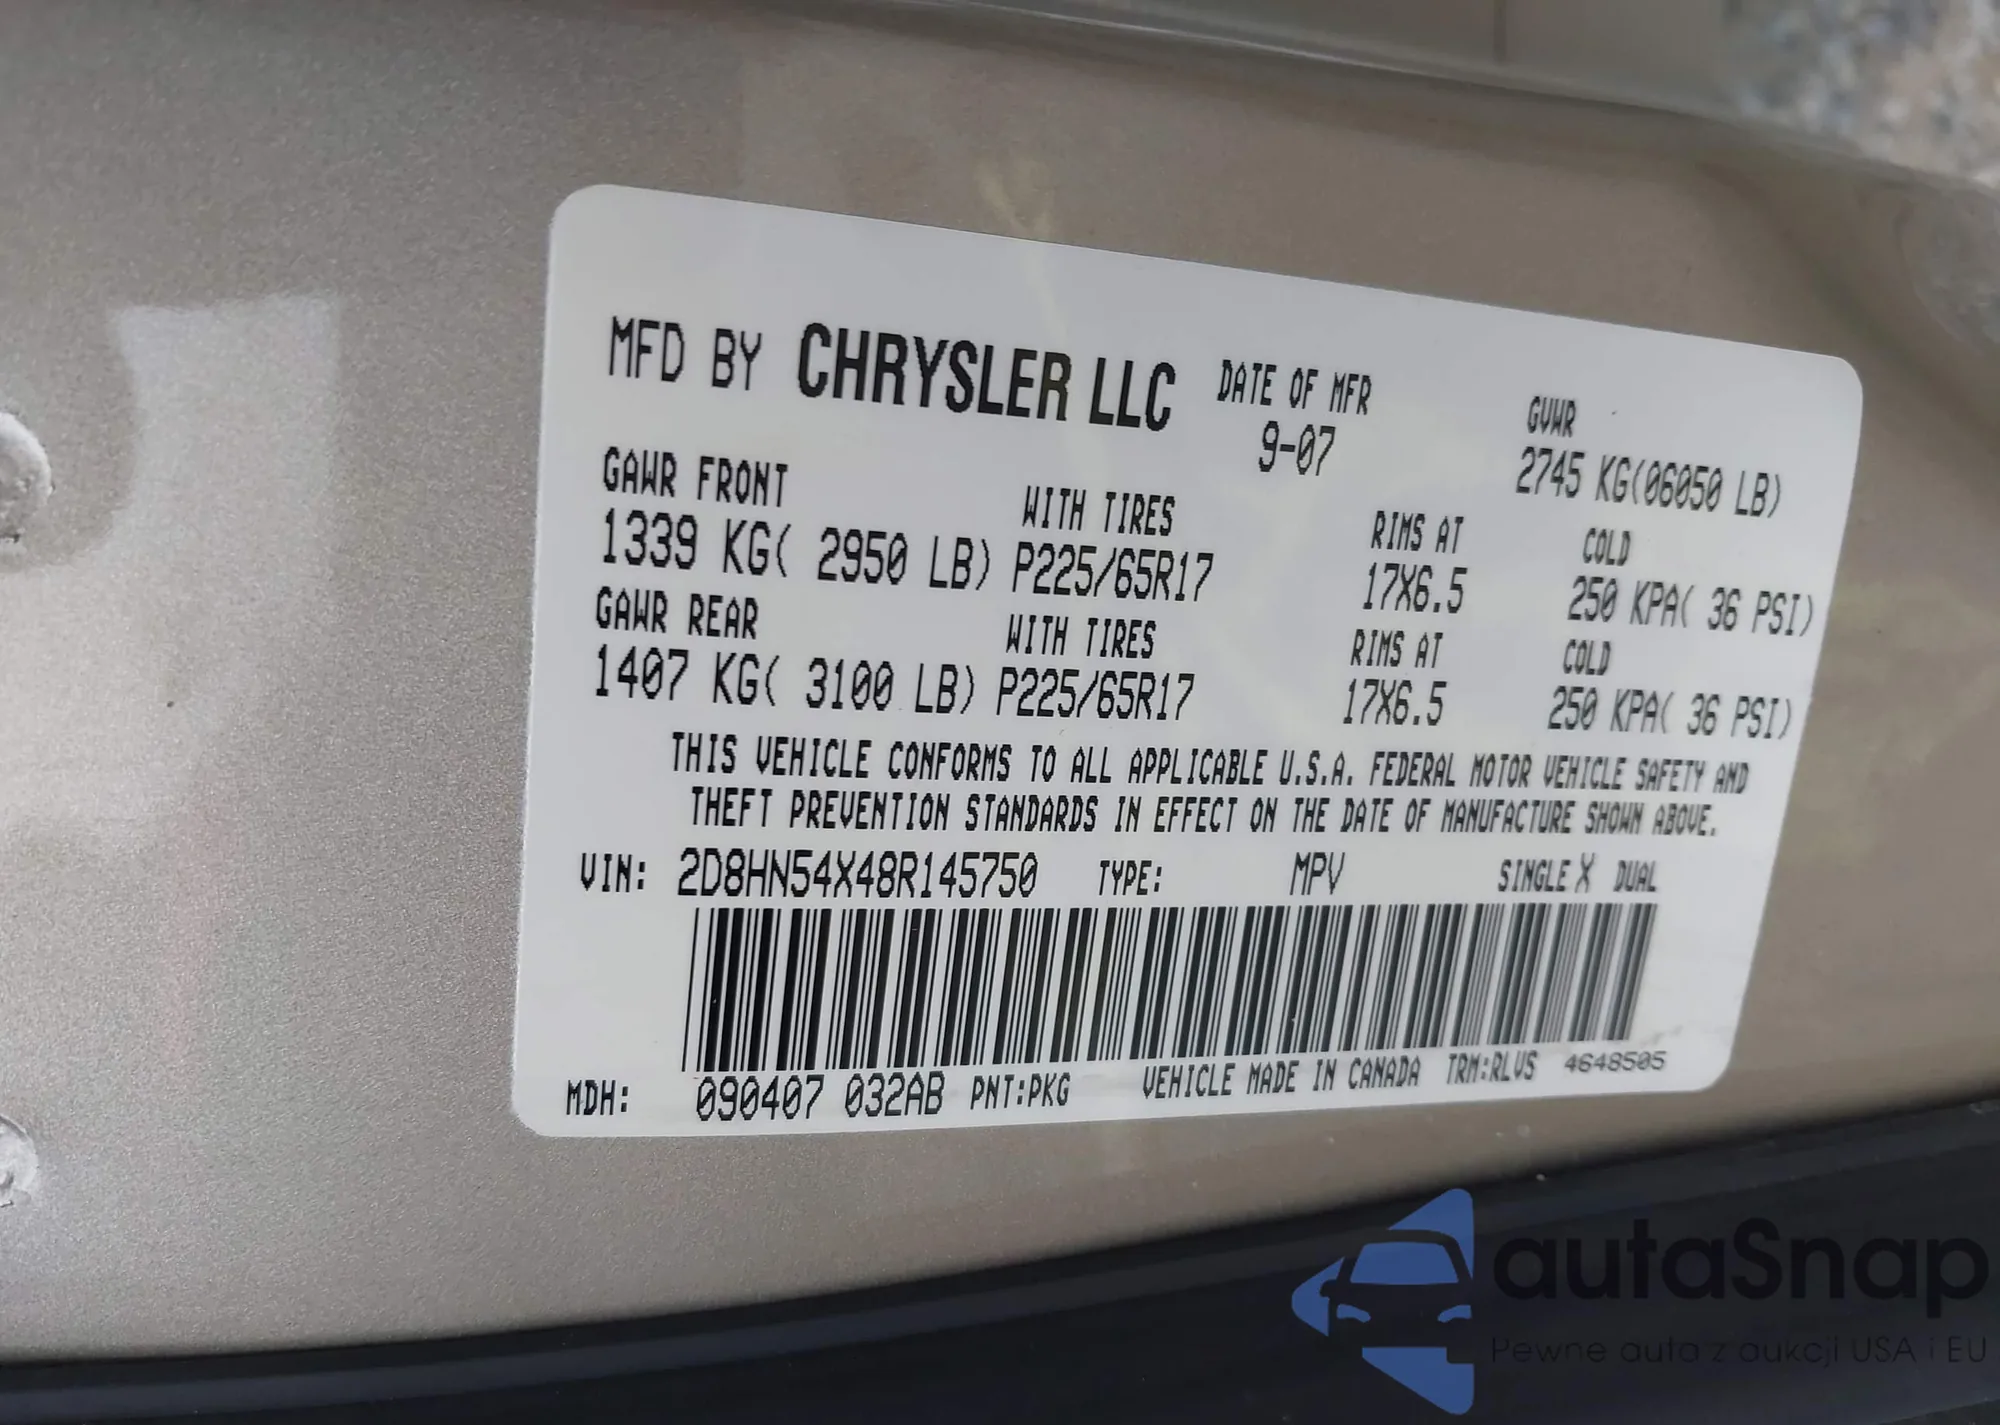 MFD BY CHRYSLER LLC DATE OF MFR GVWR
9-07 2745 KG(06050 LB)
GAWR FRONT WITH TIRES RIMS AT COLD
1339 KG( 2950 LB) P225/65R17 17X6.5 250 KPA( 36 PSI)
GAWR REAR WITH TIRES RIMS AT COLD
1407 KG( 3100 LB) P225/65R17 17X6.5 250 KPA( 36 PSI)
THIS VEHICLE CONFORMS TO ALL APPLICABLE U.S.A. FEDERAL MOTOR VEHICLE SAFETY AND
THEFT PREVENTION STANDARDS IN EFFECT ON THE DATE OF MANUFACTURE SHOWN ABOVE.
VIN: 2D8HN54X48R145750 TYPE: MPV SINGLE X DUAL
MDH: 090407 032AB PNT:PKG VEHICLE MADE IN CANADA TRM:RLVS 4648505
autaSnap
Pewne auta z aukcji USA i EU